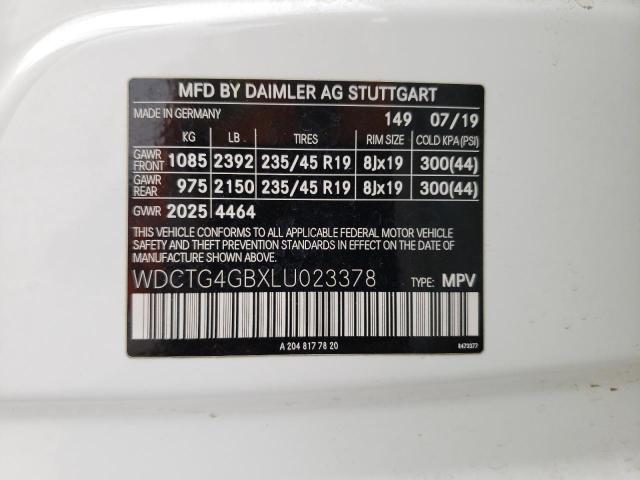 MFD BY DAIMLER AG STUTTGART
MADE IN GERMANY 149 07/19
KG LB TIRES RIM SIZE COLD KPA(PSI)
GAWR FRONT 1085 2392 235/45 R19 8Jx19 300(44)
GAWR REAR 975 2150 235/45 R19 8Jx19 300(44)
GVWR 2025 4464
THIS VEHICLE CONFORMS TO ALL APPLICABLE FEDERAL MOTOR VEHICLE
SAFETY AND THEFT PREVENTION STANDARDS IN EFFECT ON THE DATE OF
MANUFACTURE SHOWN ABOVE.
WDCTG4GBXLU023378 TYPE: MPV
A 204 817 78 20 8473377